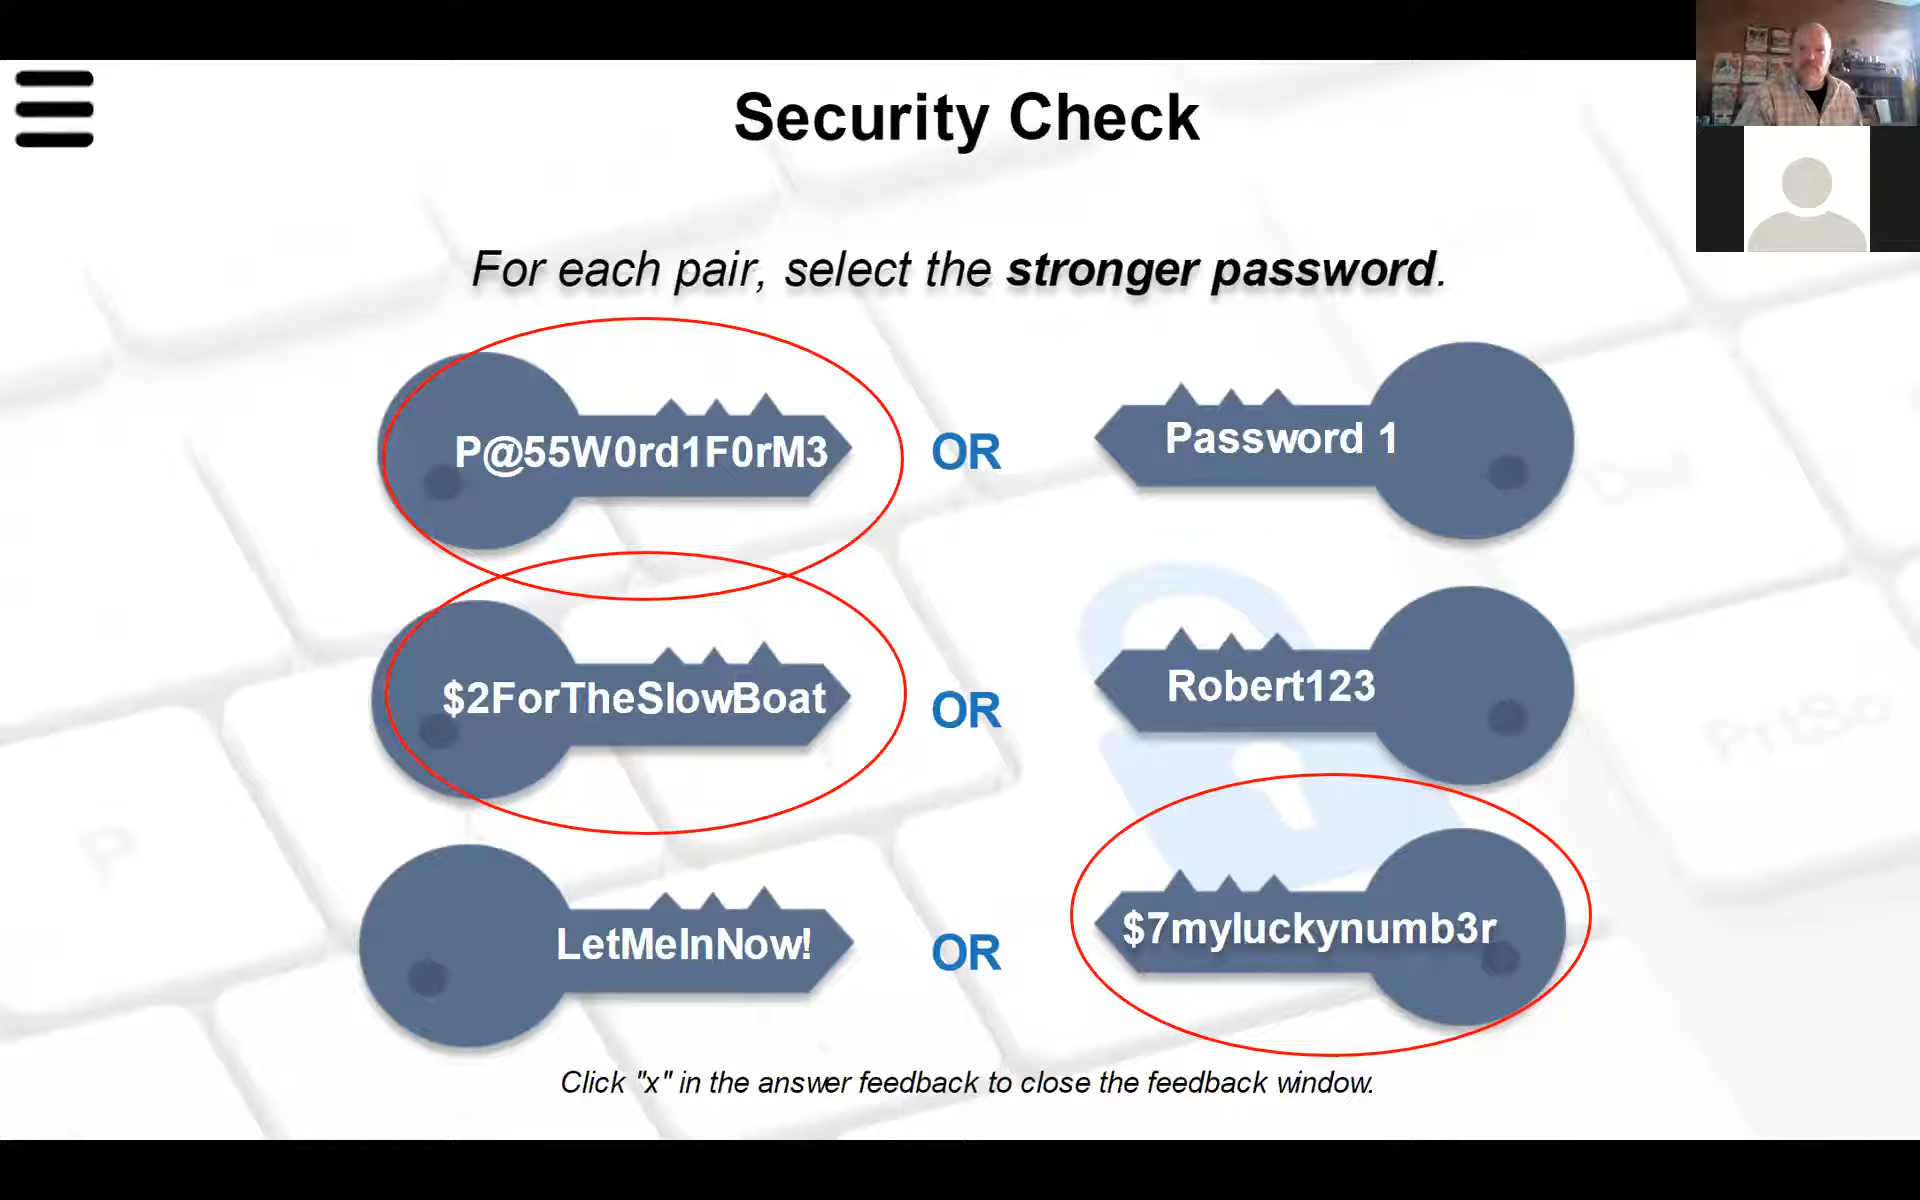 Security Check
For each pair, select the stronger password.
P@55W0rd1F0rM3 OR Password 1
$2ForTheSlowBoat OR Robert123
LetMeInNow! OR $7myluckynumb3r
Click "x" in the answer feedback to close the feedback window.
P
PrtSc